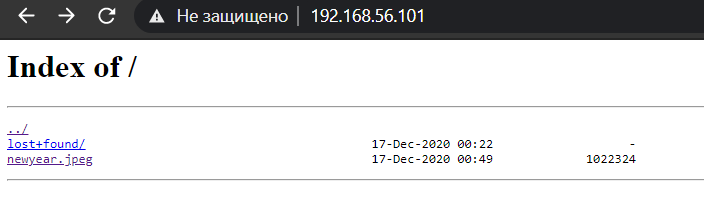 Не защищено | 192.168.56.101
Index of /
../
lost+found/ 17-Dec-2020 00:22 -
newyear.jpeg 17-Dec-2020 00:49 1022324